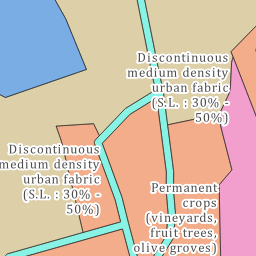 Discontinuous
medium density
urban fabric
(S.L. : 30% -
50%)
Discontinuous
medium density
urban fabric
(S.L. : 30% -
50%)
Permanent
crops
(vineyards,
fruit trees,
olive groves)